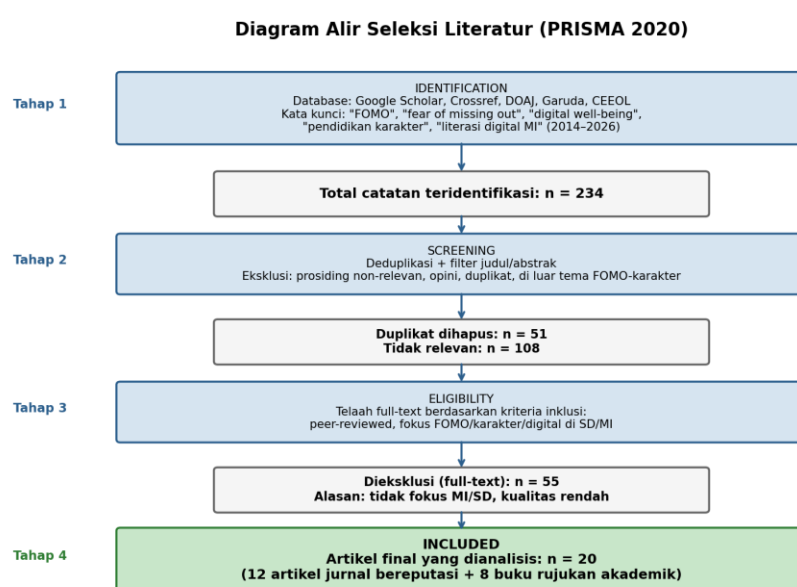 Diagram Alir Seleksi Literatur (PRISMA 2020)
Tahap 1
IDENTIFICATION
Database: Google Scholar, Crossref, DOAJ, Garuda, CEEOL
Kata kunci: "FOMO", "fear of missing out", "digital well-being",
"pendidikan karakter", "literasi digital MI" (2014–2026)
Total catatan teridentifikasi: n = 234
Tahap 2
SCREENING
Deduplikasi + filter judul/abstrak
Eksklusi: prosiding non-relevan, opini, duplikat, di luar tema FOMO-karakter
Duplikat dihapus: n = 51
Tidak relevan: n = 108
Tahap 3
ELIGIBILITY
Telaah full-text berdasarkan kriteria inklusi:
peer-reviewed, fokus FOMO/karakter/digital di SD/MI
Dieksklusi (full-text): n = 55
Alasan: tidak fokus MI/SD, kualitas rendah
Tahap 4
INCLUDED
Artikel final yang dianalisis: n = 20
(12 artikel jurnal bereputasi + 8 buku rujukan akademik)